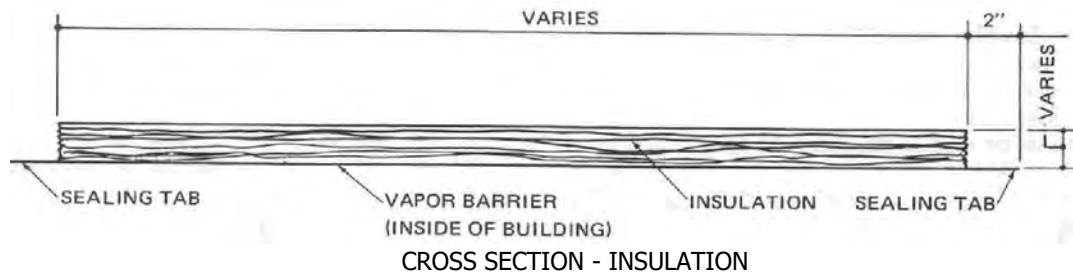 VARIES
2"
VARIES
SEALING TAB
VAPOR BARRIER
(INSIDE OF BUILDING)
INSULATION
SEALING TAB
CROSS SECTION - INSULATION